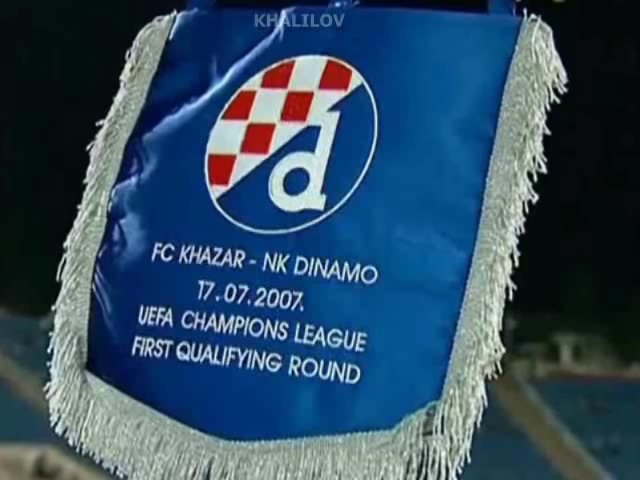 KHALILOV
d
FC KHAZAR - NK DINAMO
17.07.2007.
UEFA CHAMPIONS LEAGUE
FIRST QUALIFYING ROUND